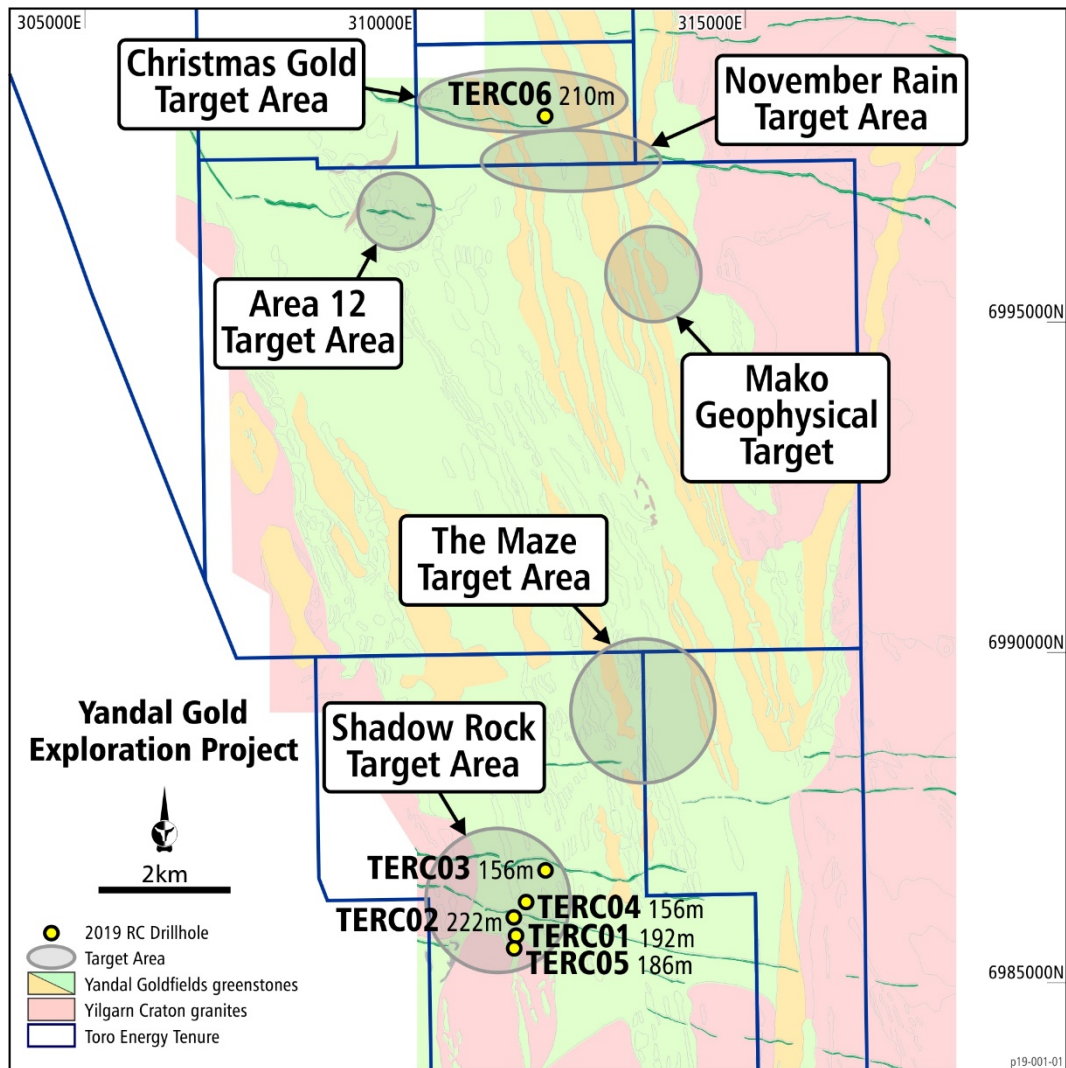 305000E
310000E
315000E
Christmas Gold
Target Area
TERC06 210m
November Rain
Target Area
Area 12
Target Area
6995000N
Mako
Geophysical
Target
The Maze
Target Area
6990000N
Yandal Gold
Exploration Project
Shadow Rock
Target Area
2km
TERC03 156m
TERC04 156m
TERC02 222m
TERC01 192m
TERC05 186m
6985000N
2019 RC Drillhole
Target Area
Yandal Goldfields greenstones
Yilgarn Craton granites
Toro Energy Tenure
p19-001-01